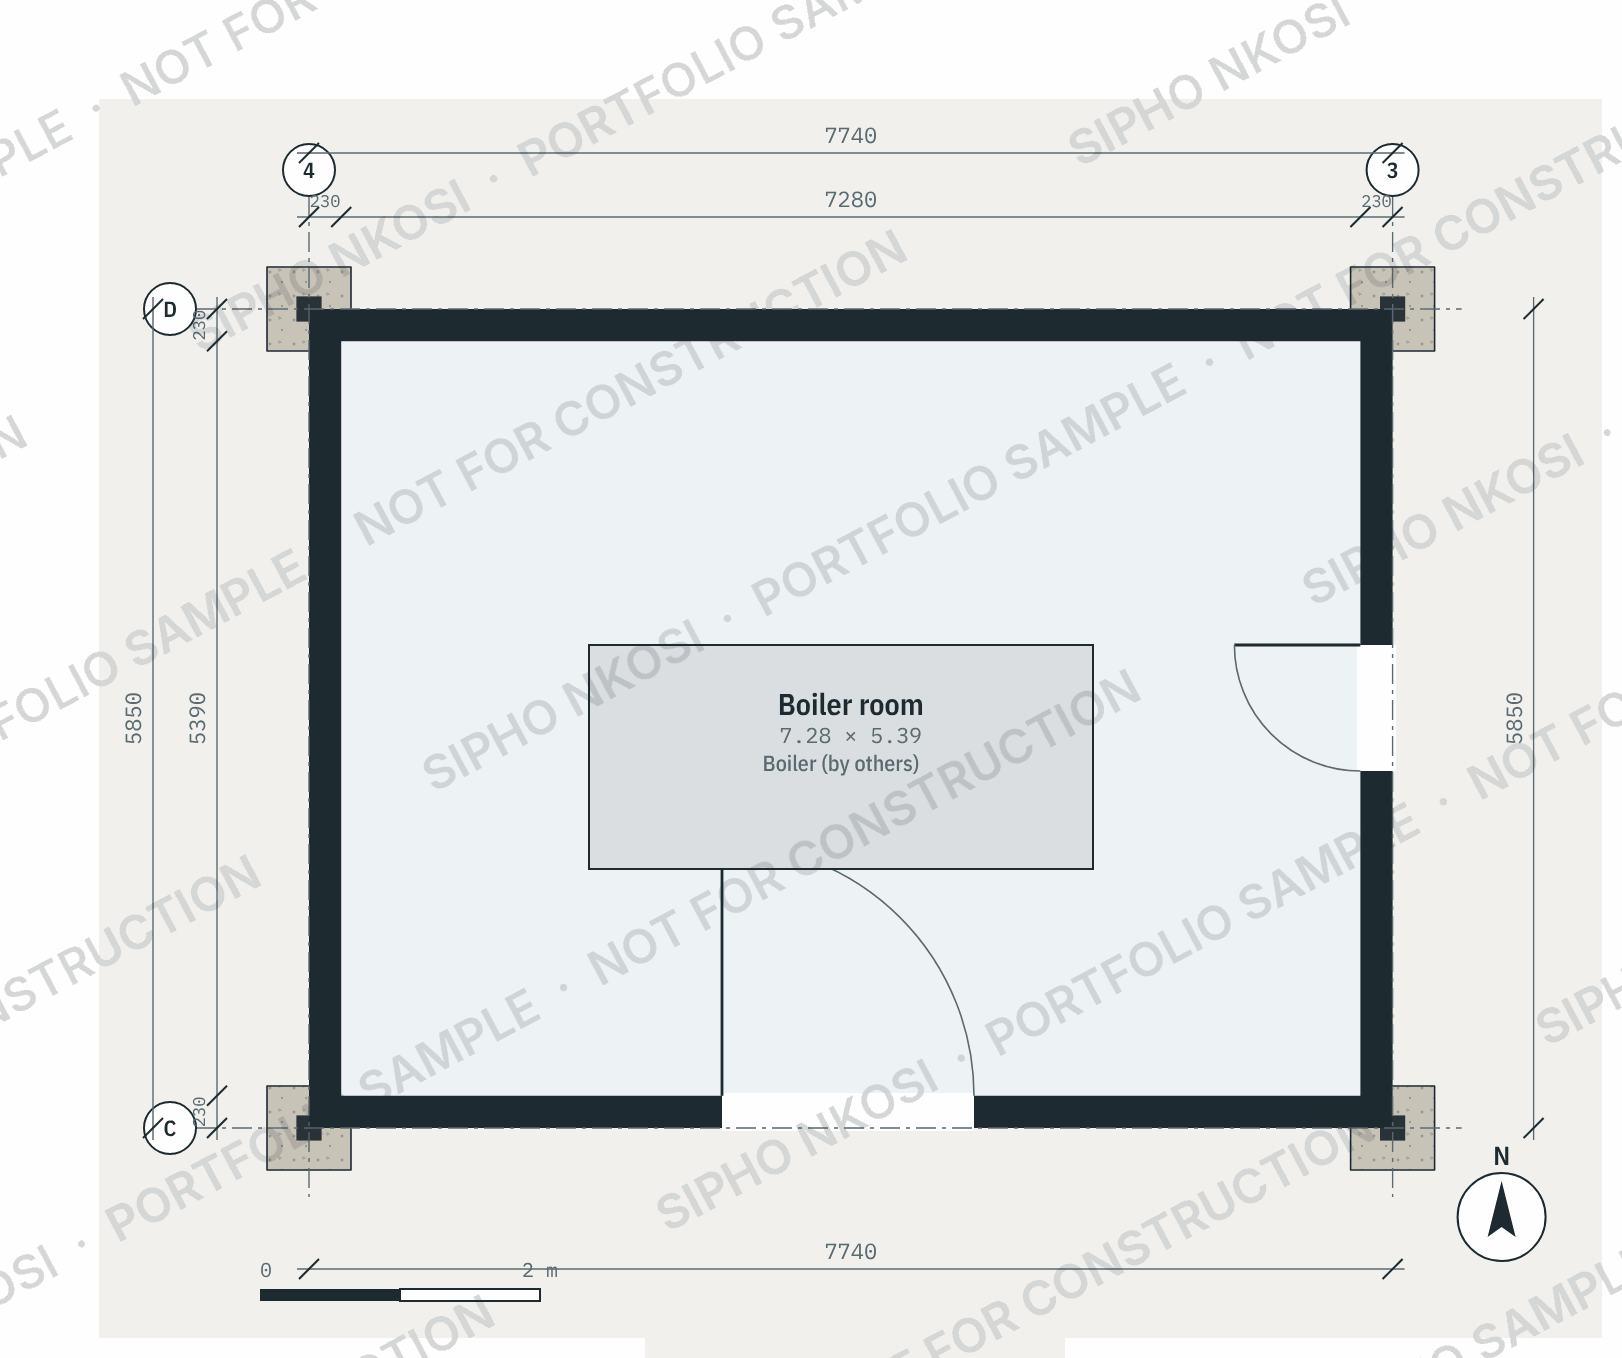 7740
4
3
230
7280
230
D
230
5850
5390
5850
Boiler room
7.28 × 5.39
Boiler (by others)
230
C
N
7740
0
2 m
SIPHO NKOSI · PORTFOLIO SAMPLE · NOT FOR CONSTRUCTION